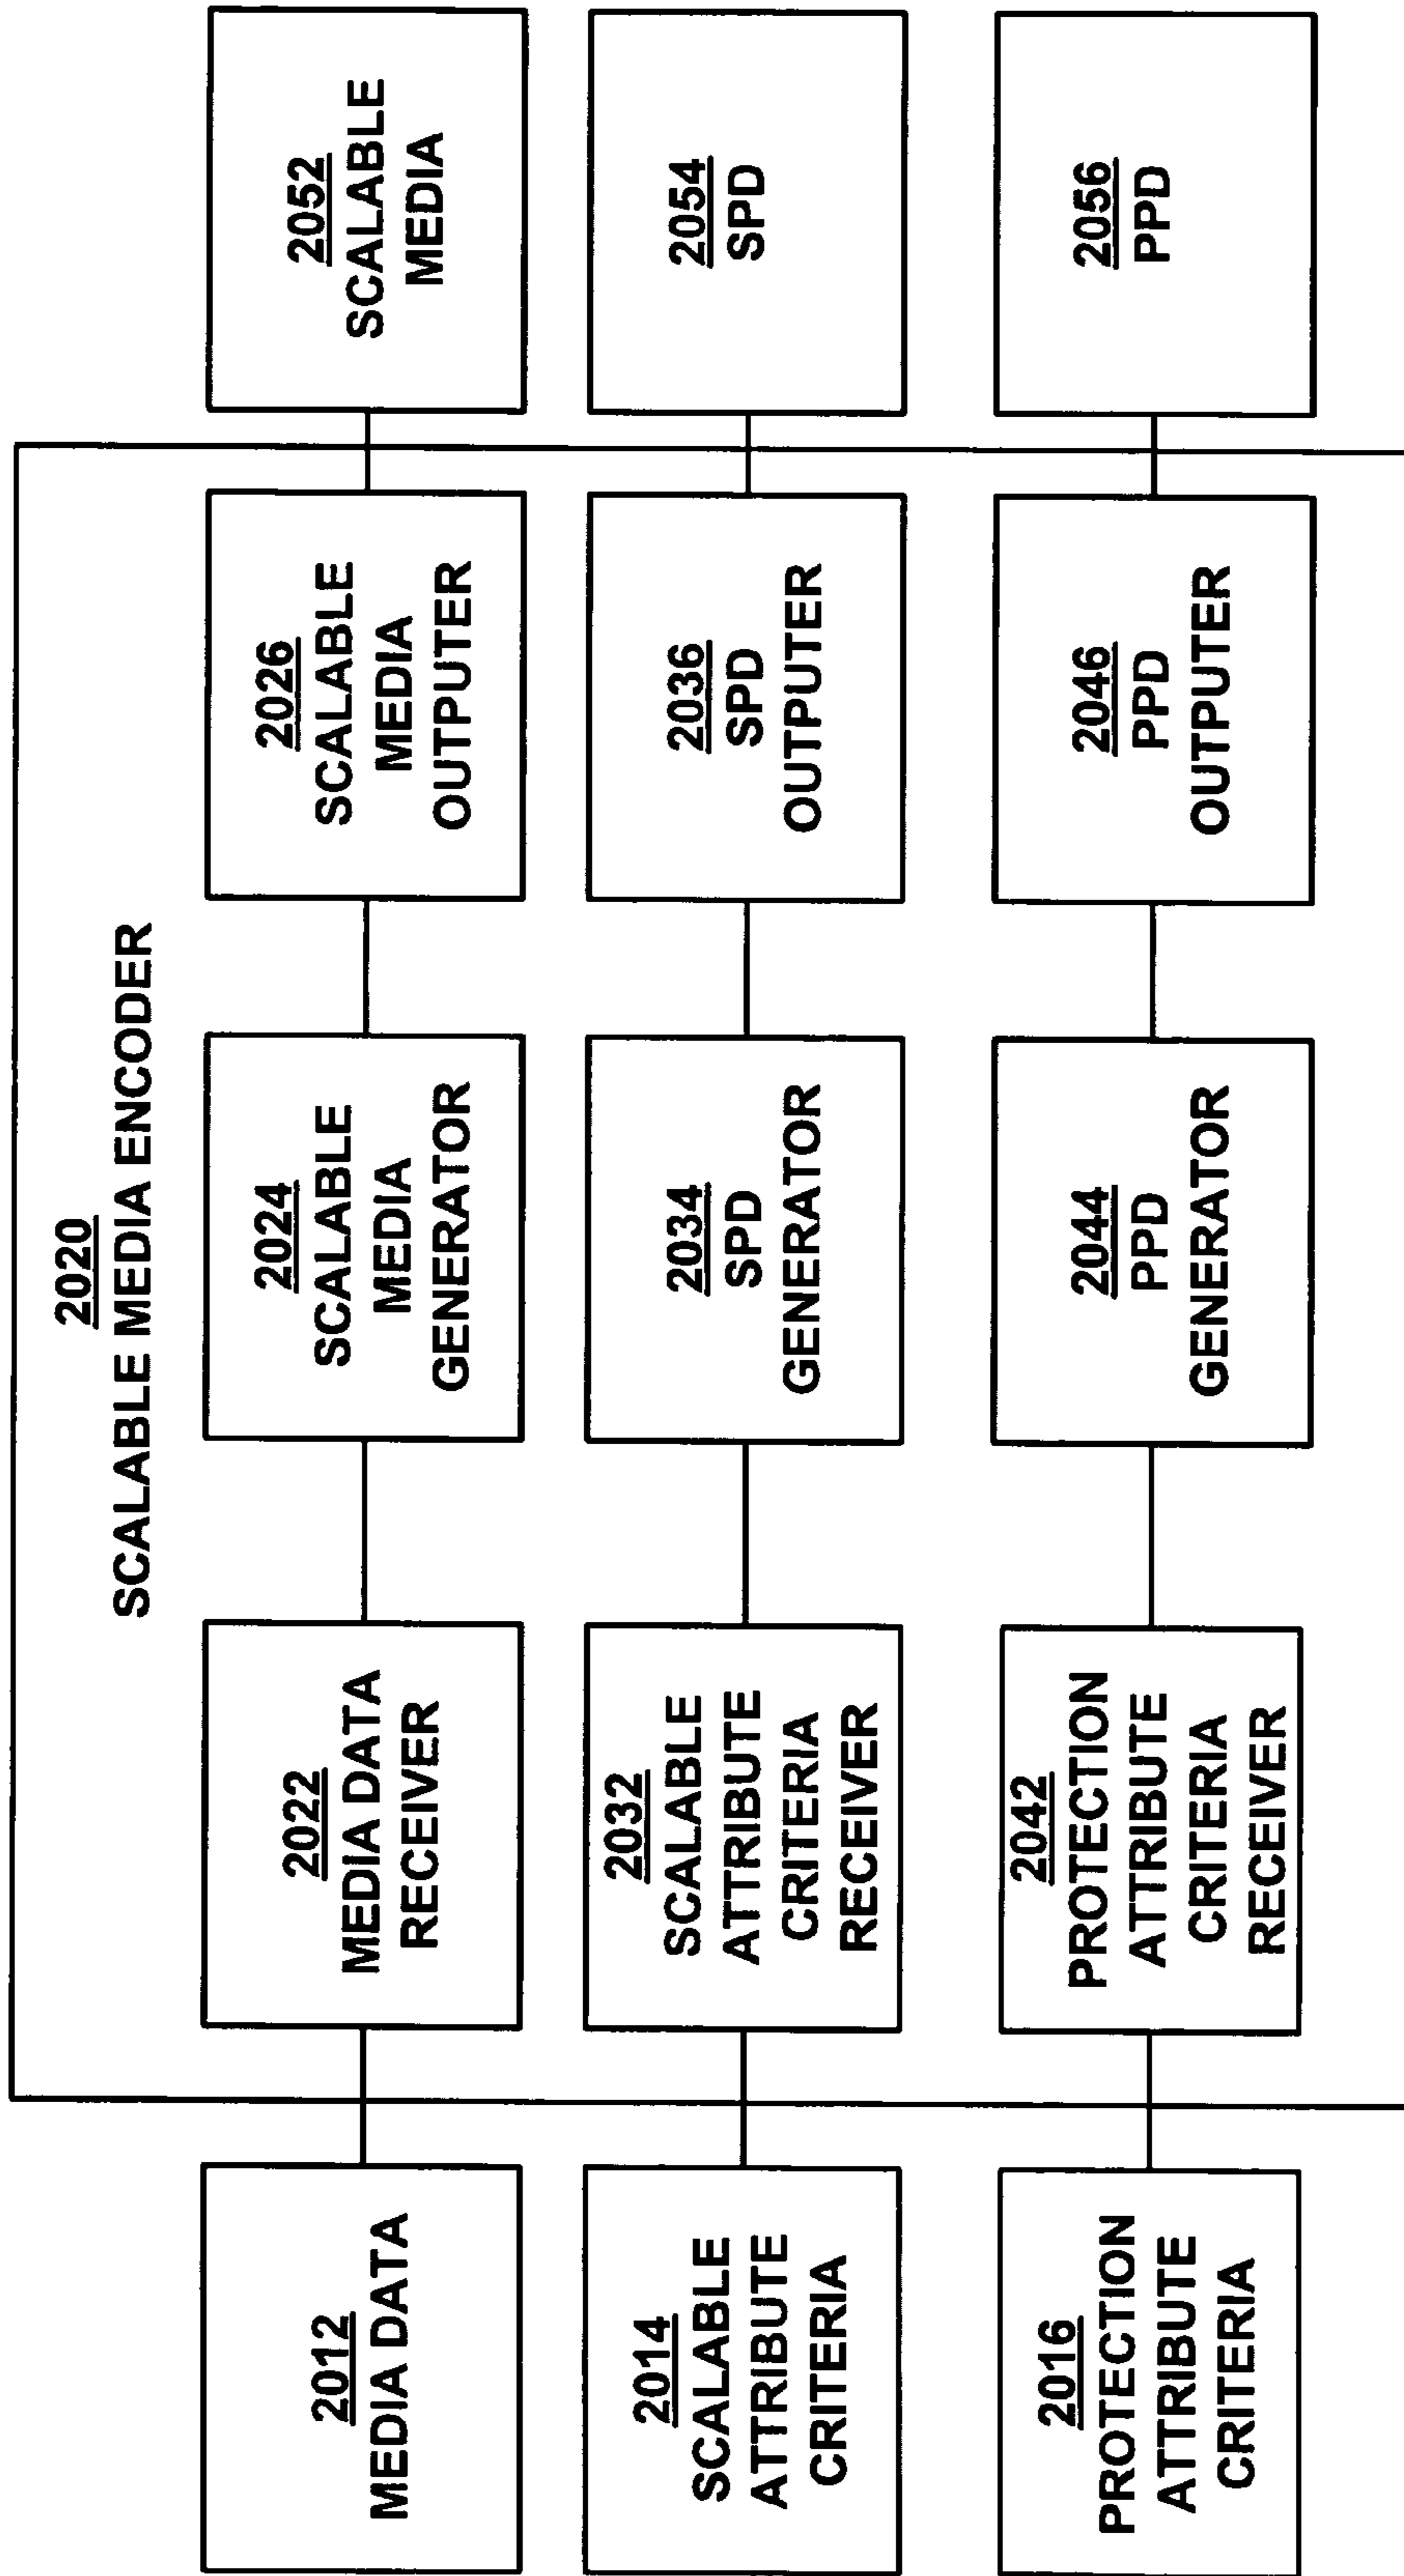 2020
SCALABLE MEDIA ENCODER
2012
MEDIA DATA
2022
MEDIA DATA
RECEIVER
2024
SCALABLE
MEDIA
GENERATOR
2026
SCALABLE
MEDIA
OUTPUTER
2052
SCALABLE
MEDIA
2014
SCALABLE
ATTRIBUTE
CRITERIA
2032
SCALABLE
ATTRIBUTE
CRITERIA
RECEIVER
2034
SPD
GENERATOR
2036
SPD
OUTPUTER
2054
SPD
2016
PROTECTION
ATTRIBUTE
CRITERIA
2042
PROTECTION
ATTRIBUTE
CRITERIA
RECEIVER
2044
PPD
GENERATOR
2046
PPD
OUTPUTER
2056
PPD